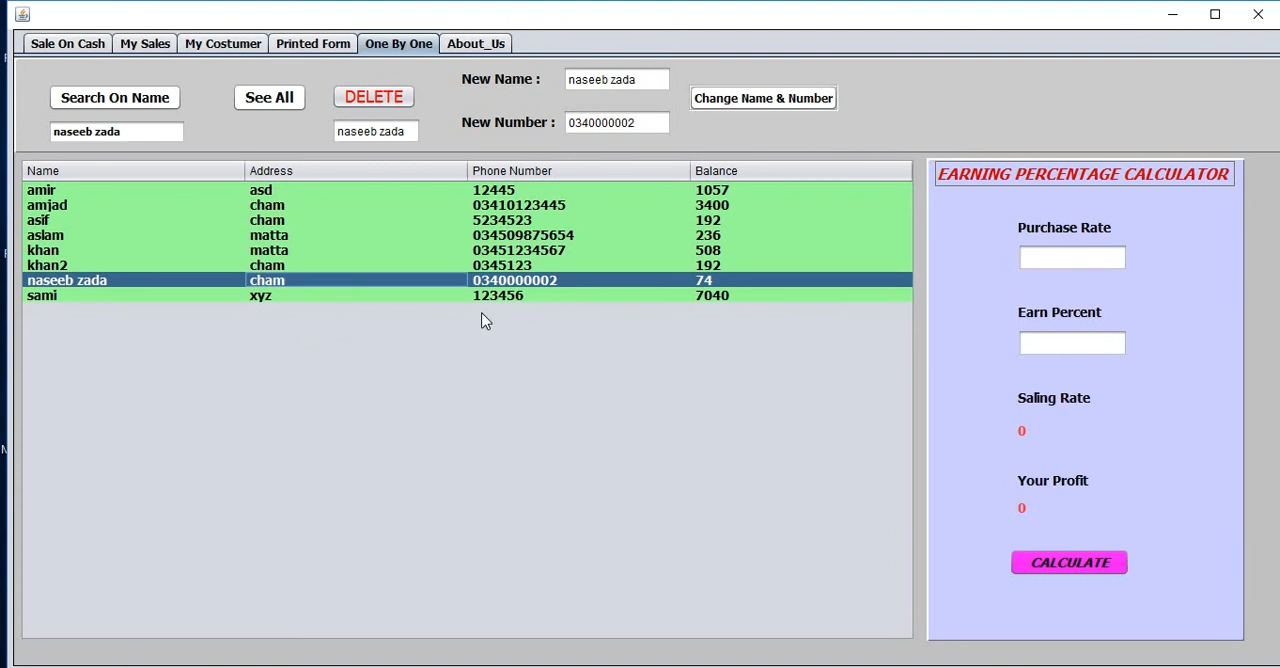 Sale On Cash My Sales My Costumer Printed Form One By One About_Us
Search On Name See All DELETE New Name : naseeb zada Change Name & Number
naseeb zada naseeb zada New Number : 0340000002
Name Address Phone Number Balance
amir asd 12445 1057
amjad cham 03410123445 3400
asif cham 5234523 192
aslam matta 034509875654 236
khan matta 03451234567 508
khan2 cham 0345123 192
naseeb zada cham 0340000002 74
sami xyz 123456 7040
EARNING PERCENTAGE CALCULATOR
Purchase Rate
Earn Percent
Saling Rate
0
Your Profit
0
CALCULATE